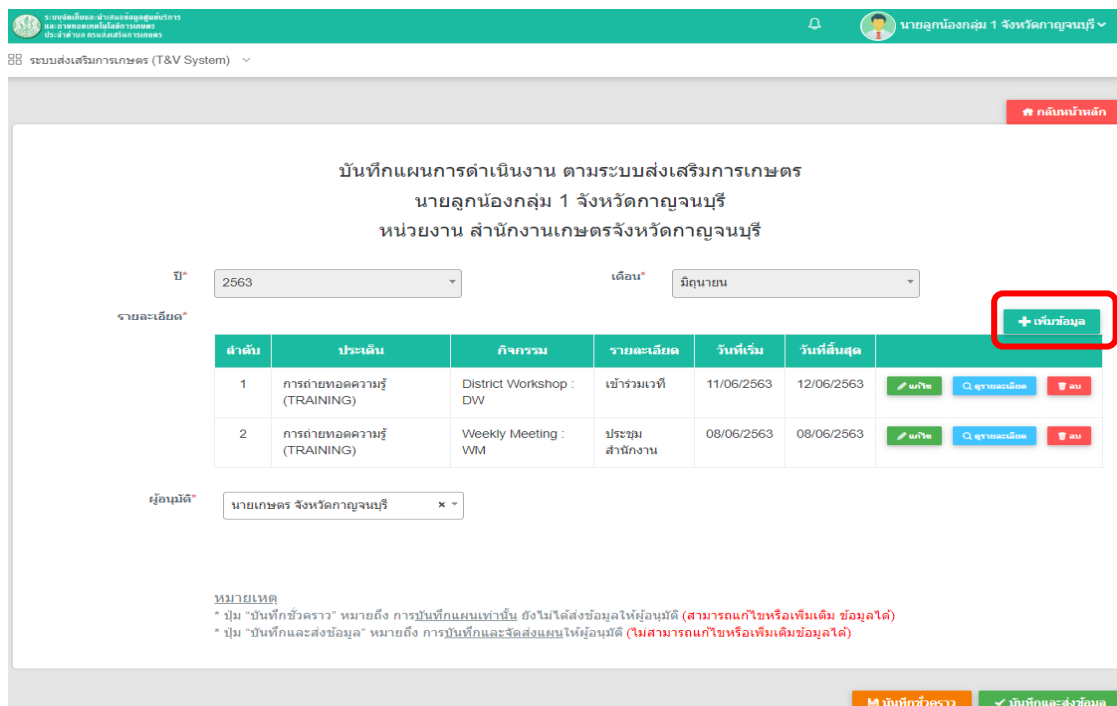 ระบบจัดเก็บและนำเสนอข้อมูลศูนย์บริการ
และถ่ายทอดเทคโนโลยีการเกษตร
ประจำตำบล กรมส่งเสริมการเกษตร
นายลูกน้องกลุ่ม 1 จังหวัดกาญจนบุรี
ระบบส่งเสริมการเกษตร (T&V System)
กลับหน้าหลัก
บันทึกแผนการดำเนินงาน ตามระบบส่งเสริมการเกษตร
นายลูกน้องกลุ่ม 1 จังหวัดกาญจนบุรี
หน่วยงาน สำนักงานเกษตรจังหวัดกาญจนบุรี
ปี* 2563 เดือน* มิถุนายน
รายละเอียด*
+ เพิ่มข้อมูล
ลำดับ ประเด็น กิจกรรม รายละเอียด วันที่เริ่ม วันที่สิ้นสุด
1 การถ่ายทอดความรู้ District Workshop : เข้าร่วมเวที 11/06/2563 12/06/2563 แก้ไข ดูรายละเอียด ลบ
(TRAINING) DW
2 การถ่ายทอดความรู้ Weekly Meeting : ประชุม 08/06/2563 08/06/2563 แก้ไข ดูรายละเอียด ลบ
(TRAINING) WM สำนักงาน
ผู้อนุมัติ* นายเกษตร จังหวัดกาญจนบุรี ×
หมายเหตุ
* ปุ่ม "บันทึกชั่วคราว" หมายถึง การบันทึกแผนเท่านั้น ยังไม่ได้ส่งข้อมูลให้ผู้อนุมัติ (สามารถแก้ไขหรือเพิ่มเติม ข้อมูลได้)
* ปุ่ม "บันทึกและส่งข้อมูล" หมายถึง การบันทึกและจัดส่งแผนให้ผู้อนุมัติ (ไม่สามารถแก้ไขหรือเพิ่มเติมข้อมูลได้)
บันทึกชั่วคราว บันทึกและส่งข้อมูล